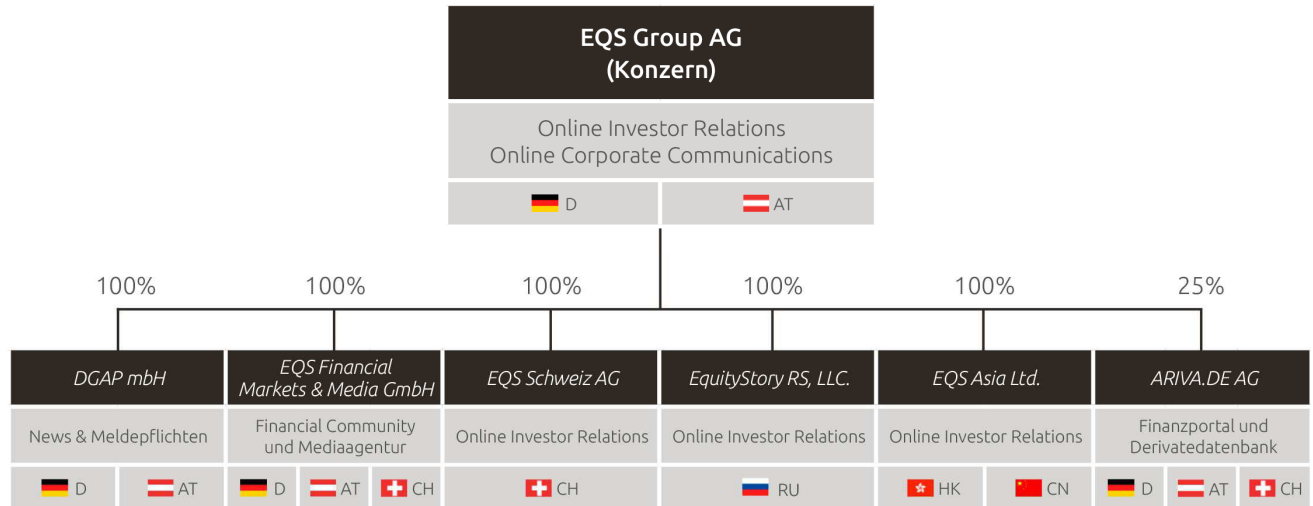 EQS Group AG
(Konzern)
Online Investor Relations
Online Corporate Communications
D
AT
100%
100%
100%
100%
100%
25%
DGAP mbH
EQS Financial
Markets & Media GmbH
EQS Schweiz AG
EquityStory RS, LLC.
EQS Asia Ltd.
ARIVA.DE AG
News & Meldepflichten
Financial Community
und Mediaagentur
Online Investor Relations
Online Investor Relations
Online Investor Relations
Finanzportal und
Derivatedatenbank
D
AT
D
AT
CH
CH
RU
HK
CN
D
AT
CH